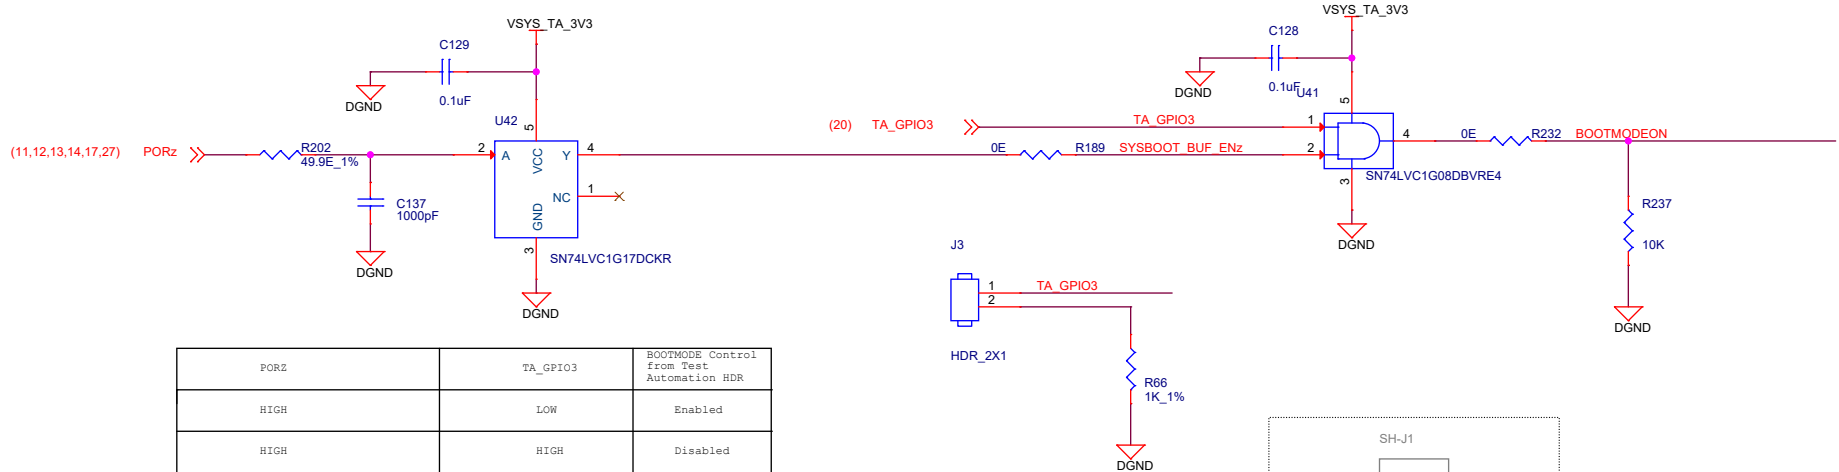 VSYS_TA_3V3
C129
0.1uF
DGND
U42
5
VCC
(11,12,13,14,17,27) PORz
R202
49.9E_1%
2
A
Y
4
NC
1
GND
3
C137
1000pF
DGND
SN74LVC1G17DCKR
DGND
VSYS_TA_3V3
C128
0.1uF
DGND
U41
5
(20) TA_GPIO3
TA_GPIO3
1
0E
R189
SYSBOOT_BUF_ENz
2
4
3
SN74LVC1G08DBVRE4
DGND
0E
R232
BOOTMODEON
R237
10K
DGND
J3
1
TA_GPIO3
2
HDR_2X1
R66
1K_1%
DGND
PORZ TA_GPIO3 BOOTMODE Control
from Test
Automation HDR
HIGH LOW Enabled
HIGH HIGH Disabled
SH-J1